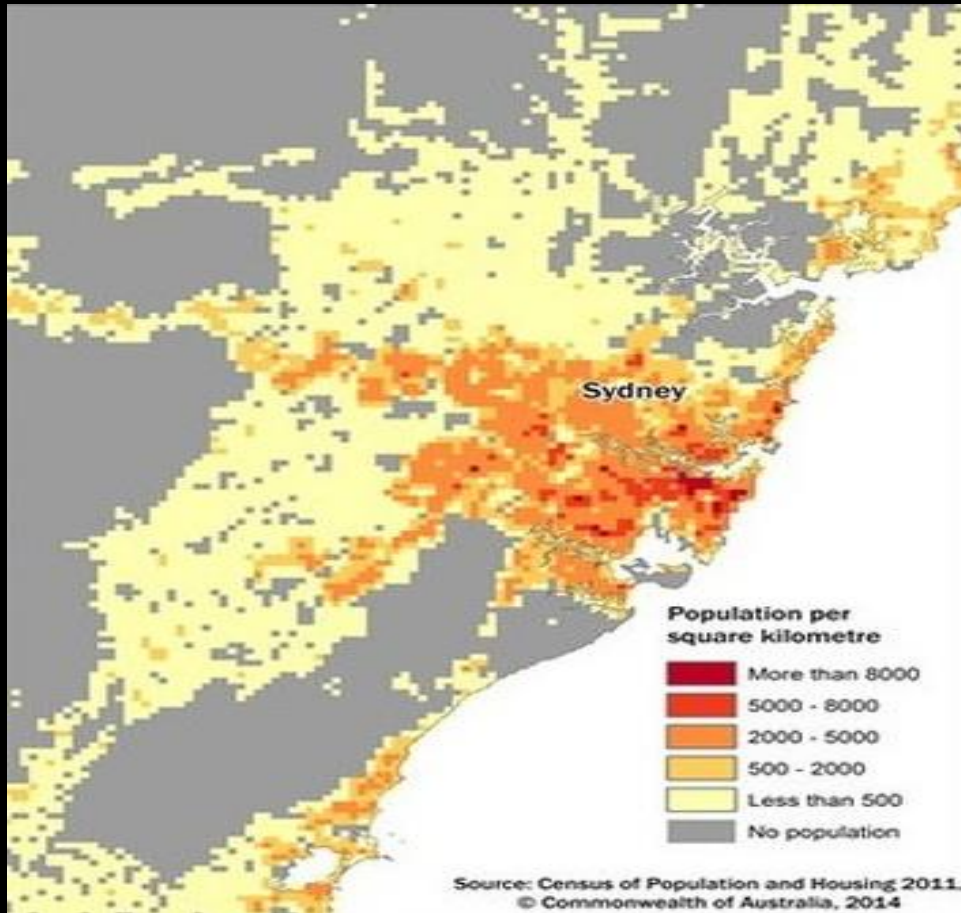 Sydney
Population per
square kilometre
More than 8000
5000 - 8000
2000 - 5000
500 - 2000
Less than 500
No population
Source: Census of Population and Housing 2011,
© Commonwealth of Australia, 2014